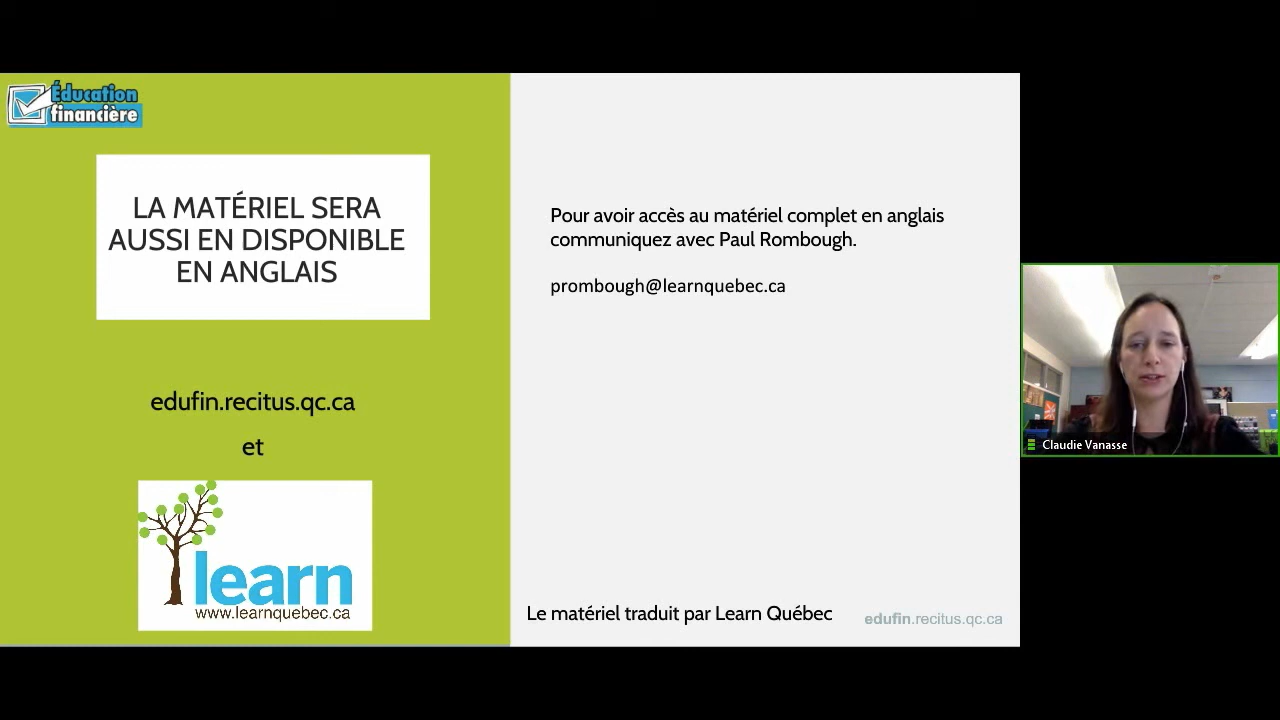 Éducation
financière
LA MATÉRIEL SERA
AUSSI EN DISPONIBLE
EN ANGLAIS
edufin.recitus.qc.ca
et
learn
www.learnquebec.ca
Pour avoir accès au matériel complet en anglais
communiquez avec Paul Rombough.
prombough@learnquebec.ca
Le matériel traduit par Learn Québec
edufin.recitus.qc.ca
Claudie Vanasse